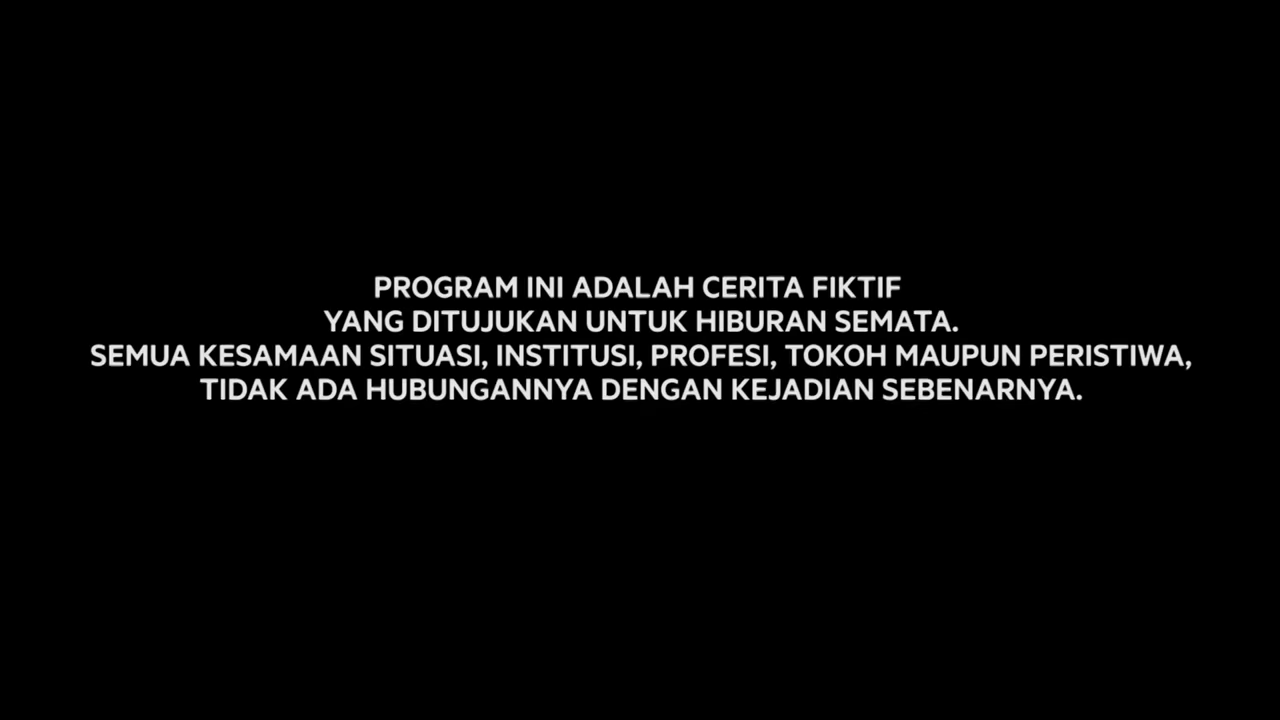 PROGRAM INI ADALAH CERITA FIKTIF
YANG DITUJUKAN UNTUK HIBURAN SEMATA.
SEMUA KESAMAAN SITUASI, INSTITUSI, PROFESI, TOKOH MAUPUN PERISTIWA,
TIDAK ADA HUBUNGANNYA DENGAN KEJADIAN SEBENARNYA.